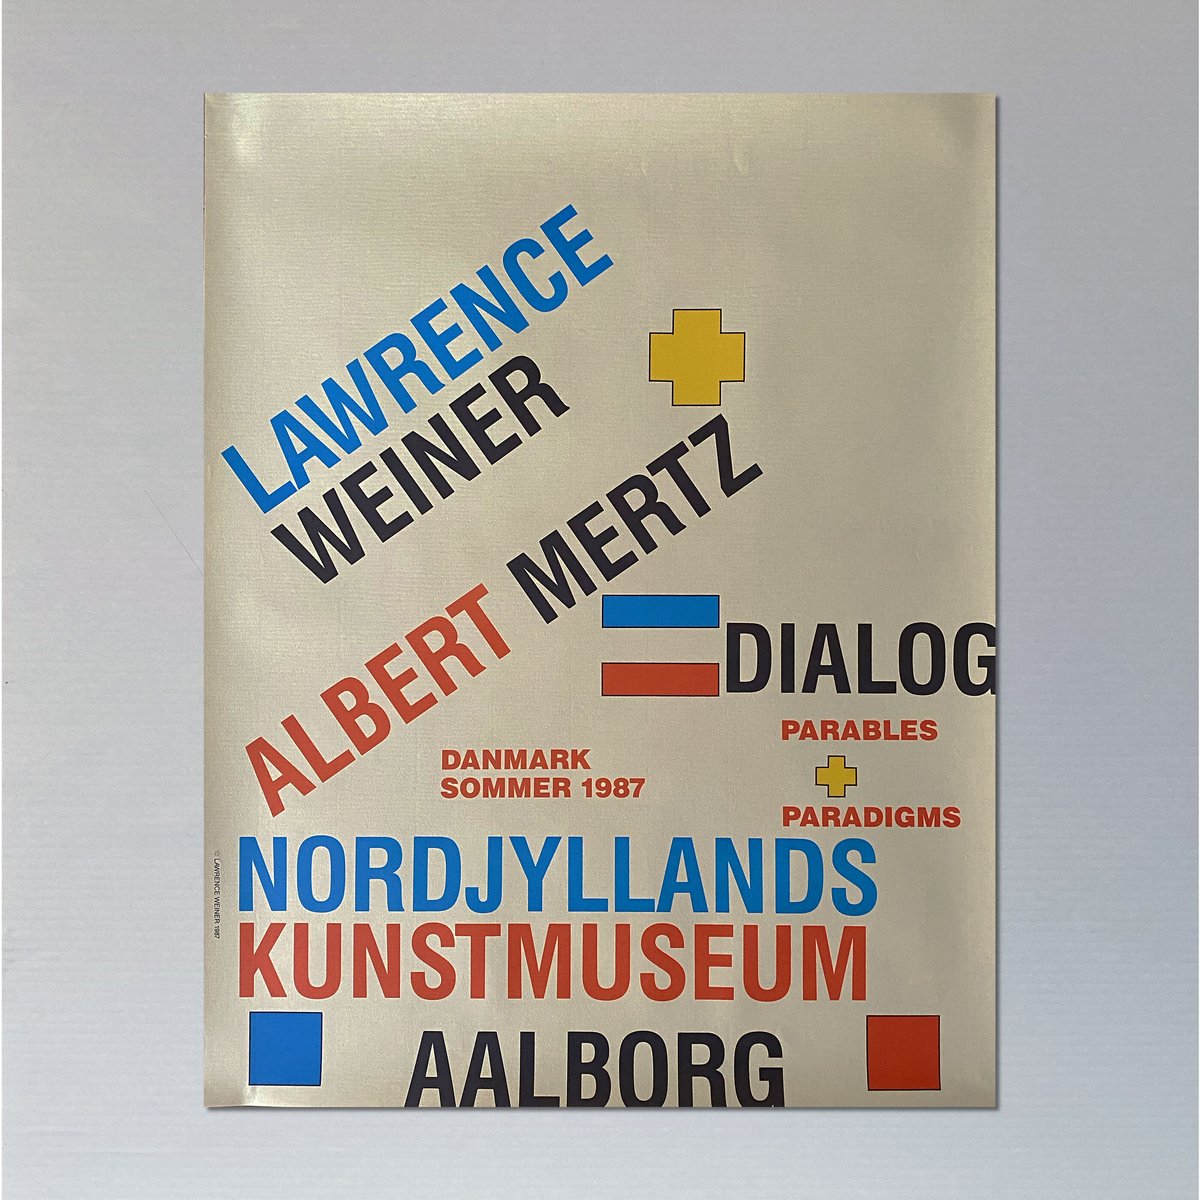 LAWRENCE
WEINER
ALBERT MERTZ
DIALOG
PARABLES
PARADIGMS
DANMARK
SOMMER 1987
NORDJYLLANDS
KUNSTMUSEUM
AALBORG
© LAWRENCE WEINER 1987